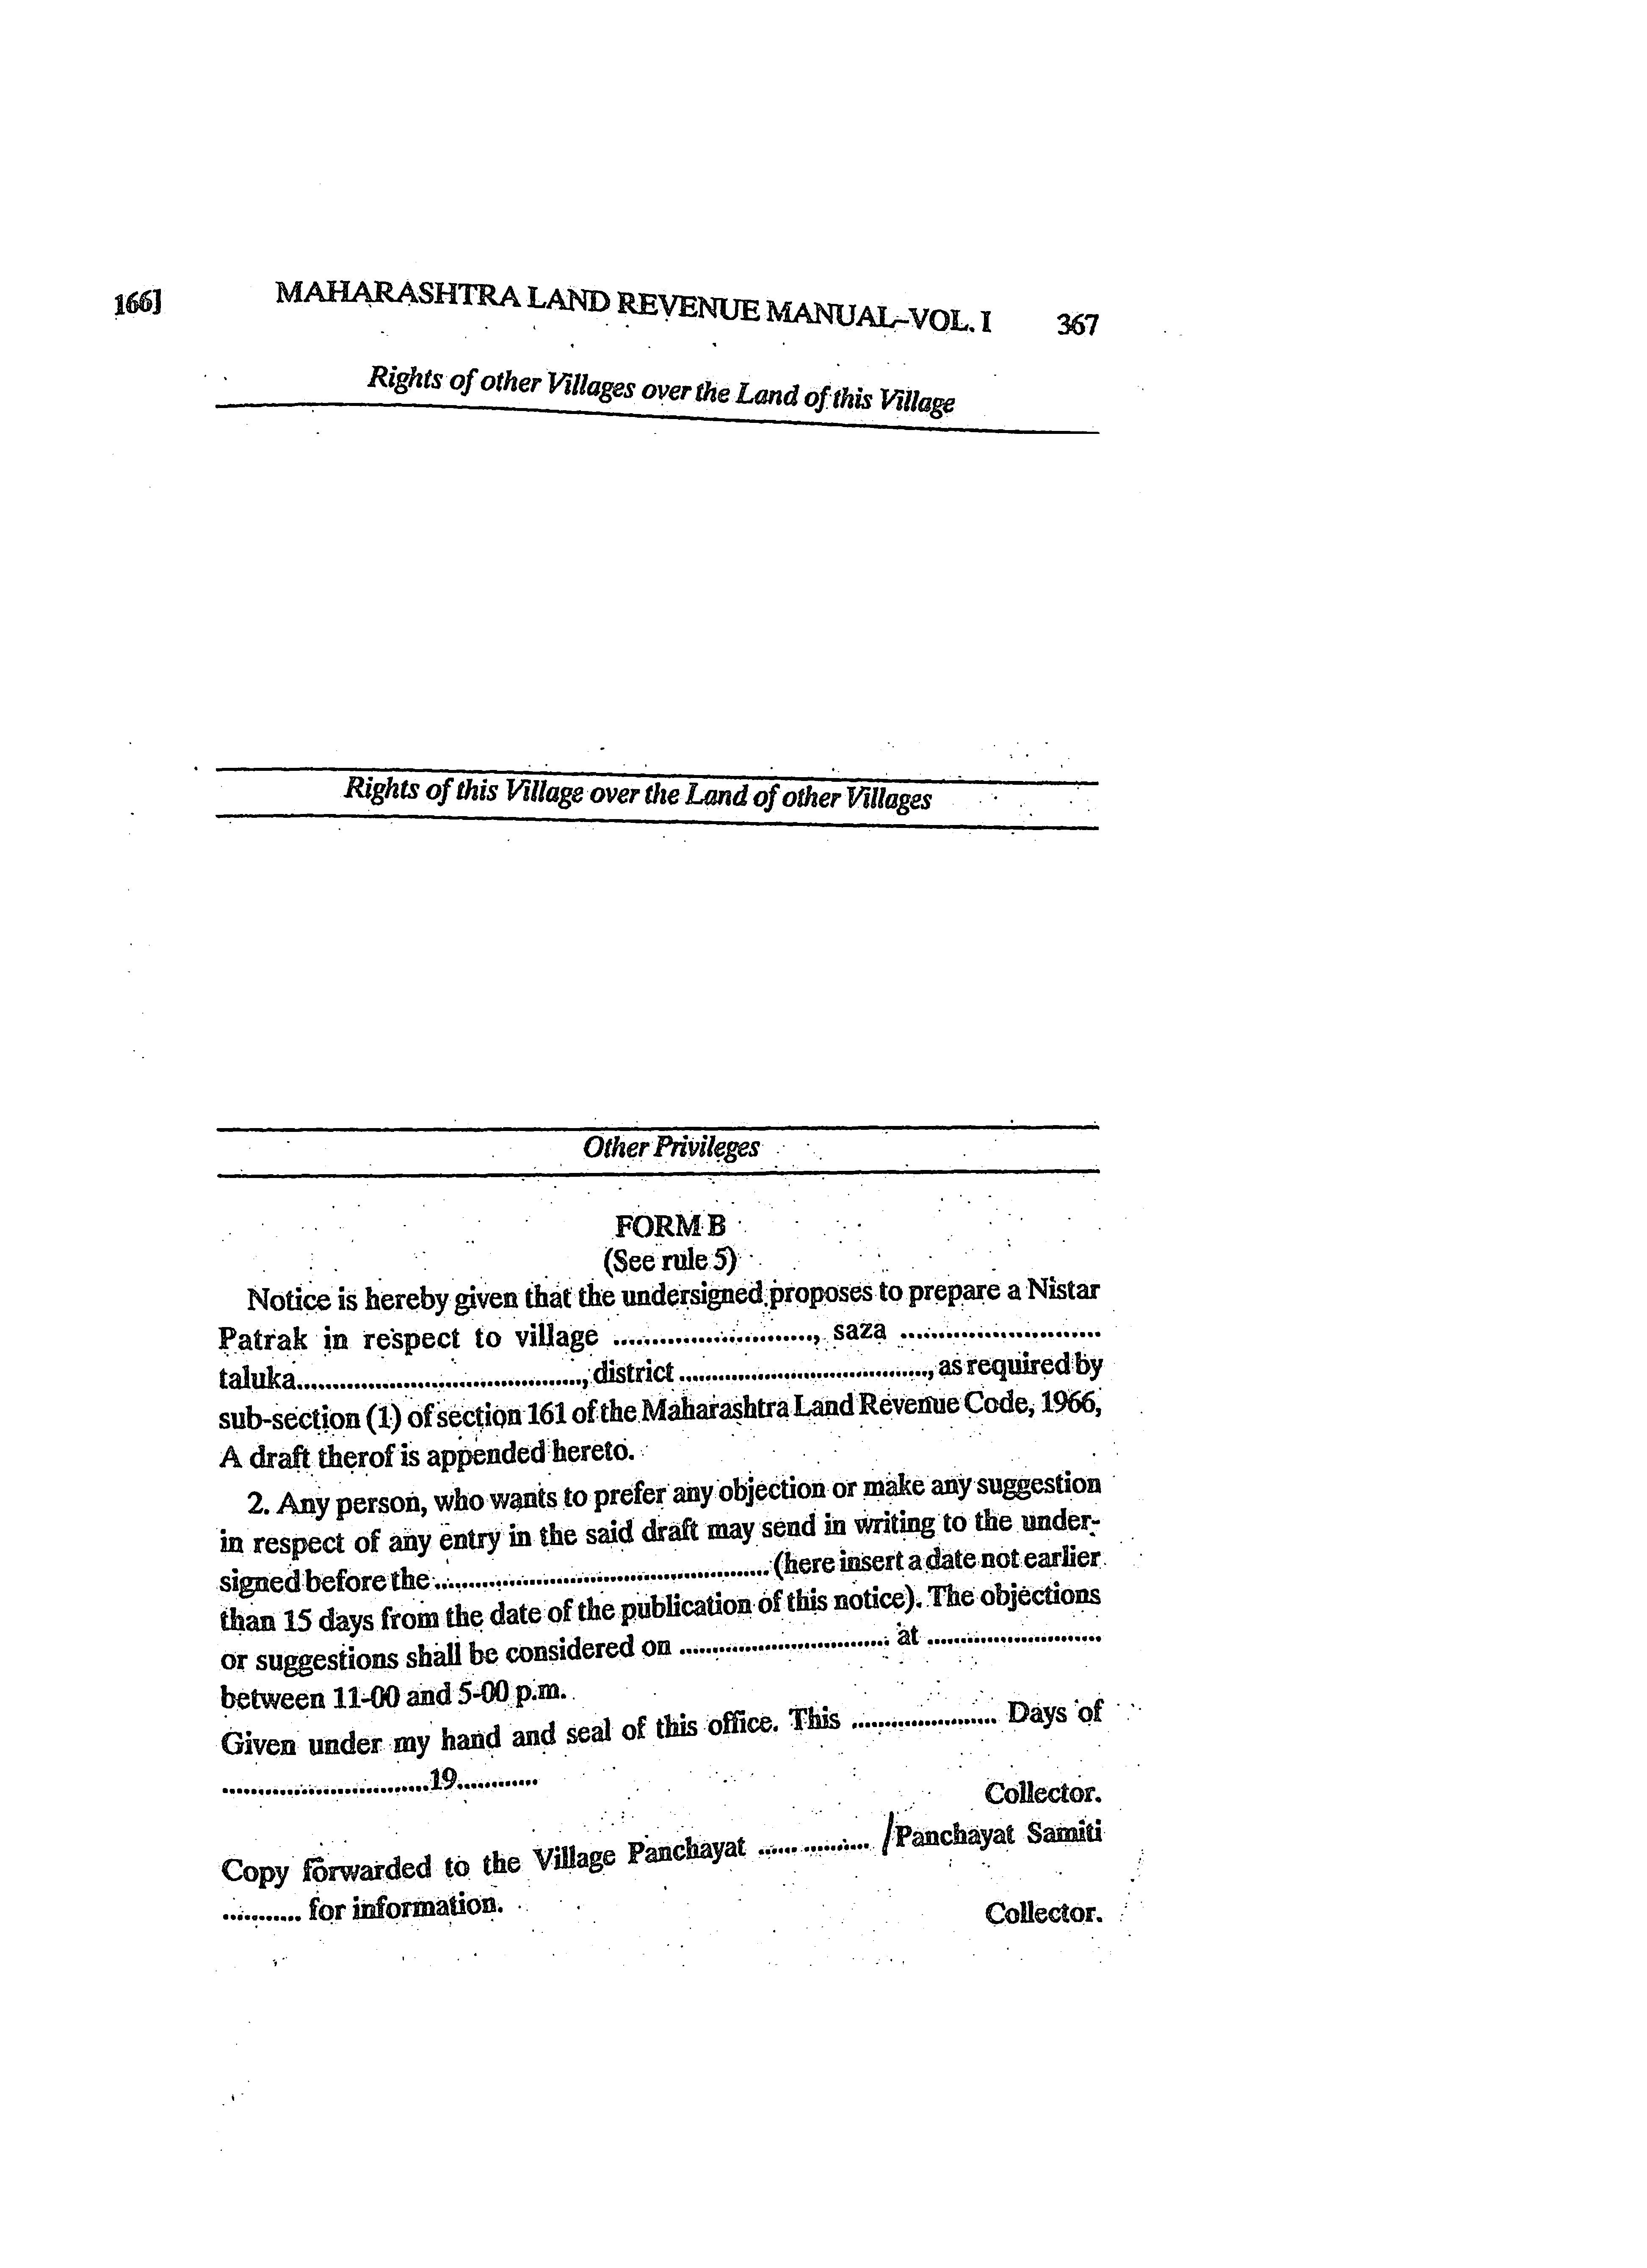 166] MAHARASHTRA LAND REVENUE MANUAL–VOL. I 367
Rights of other Villages over the Land of this Village
Rights of this Village over the Land of other Villages
Other Privileges
FORM B
(See rule 5)
Notice is hereby given that the undersigned proposes to prepare a Nistar
Patrak in respect to village ..........................., saza ...........................
taluka......................................., district ..................................., as required by
sub-section (1) of section 161 of the Maharashtra Land Revenue Code, 1966,
A draft therof is appended hereto.
2. Any person, who wants to prefer any objection or make any suggestion
in respect of any entry in the said draft may send in writing to the under-
signed before the .............................................. (here insert a date not earlier
than 15 days from the date of the publication of this notice). The objections
or suggestions shall be considered on ............................. at ........................
between 11-00 and 5-00 p.m.
Given under my hand and seal of this office. This ..................... Days of
.............................19...........
Collector.
Copy forwarded to the Village Panchayat ................ /Panchayat Samiti
........... for information.
Collector.